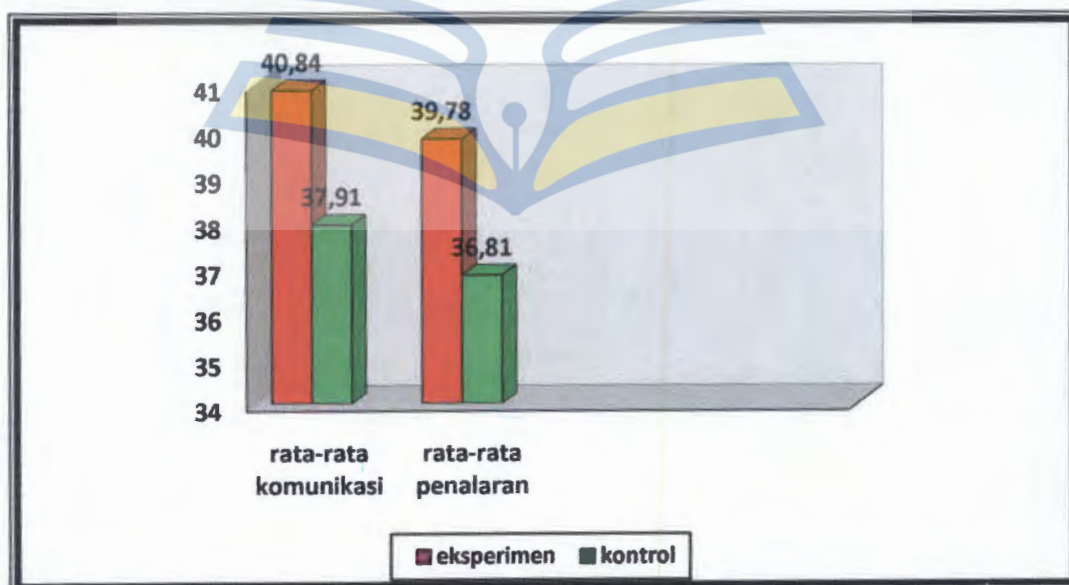 40,84
39,78
37,91
36,81
41
40
39
38
37
36
35
34
rata-rata
komunikasi
rata-rata
penalaran
eksperimen kontrol